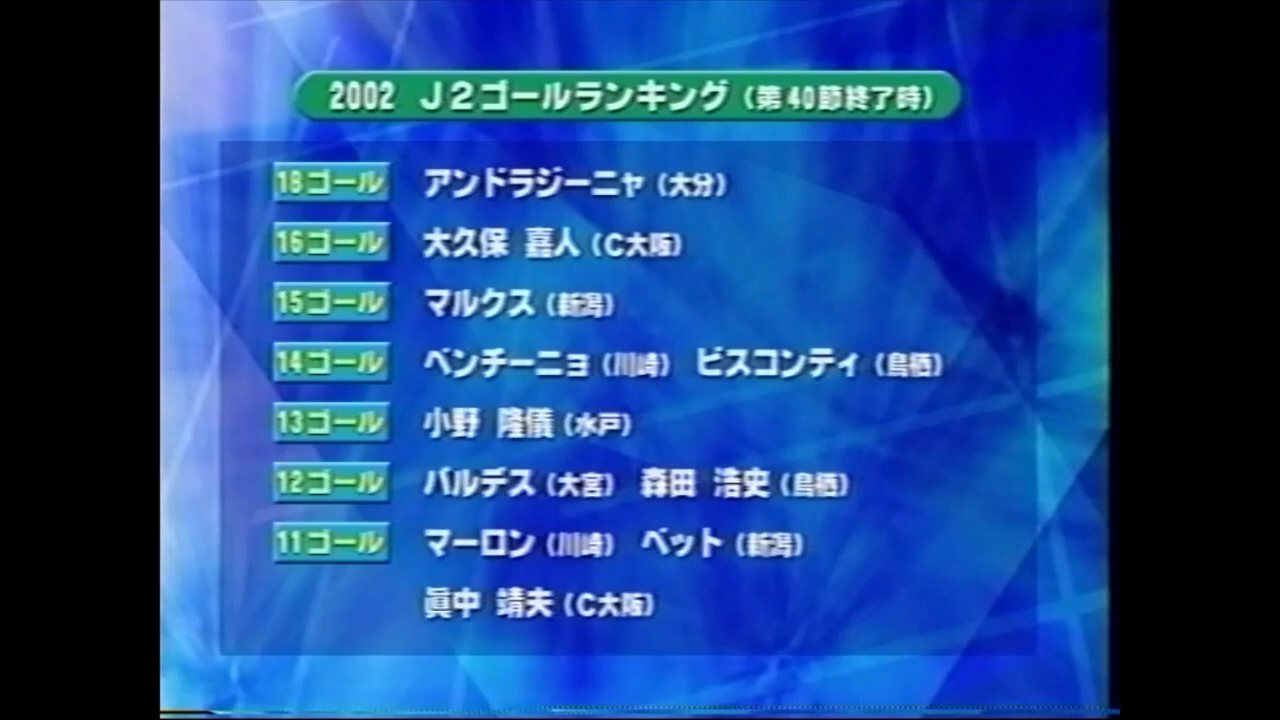 2002 J2ゴールランキング（第40節終了時）
18ゴール アンドラジーニャ（大分）
16ゴール 大久保 嘉人（C大阪）
15ゴール マルクス（新潟）
14ゴール ベンチーニョ（川崎） ビスコンティ（鳥栖）
13ゴール 小野 隆儀（水戸）
12ゴール バルデス（大宮） 森田 浩史（鳥栖）
11ゴール マーロン（川崎） ベット（新潟）
眞中 靖夫（C大阪）